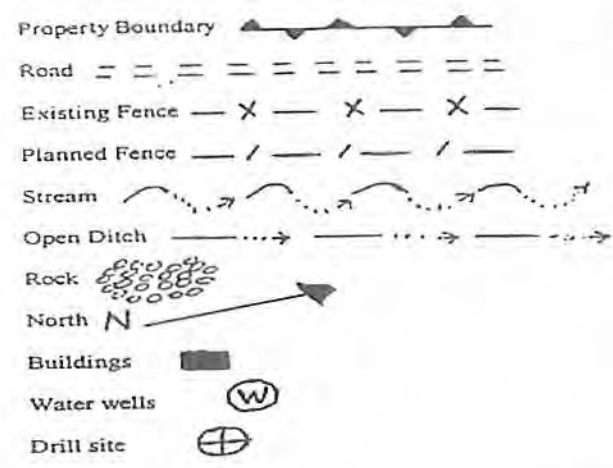 Property Boundary
Road
Existing Fence
Planned Fence
Stream
Open Ditch
Rock
North N
Buildings
Water wells W
Drill site